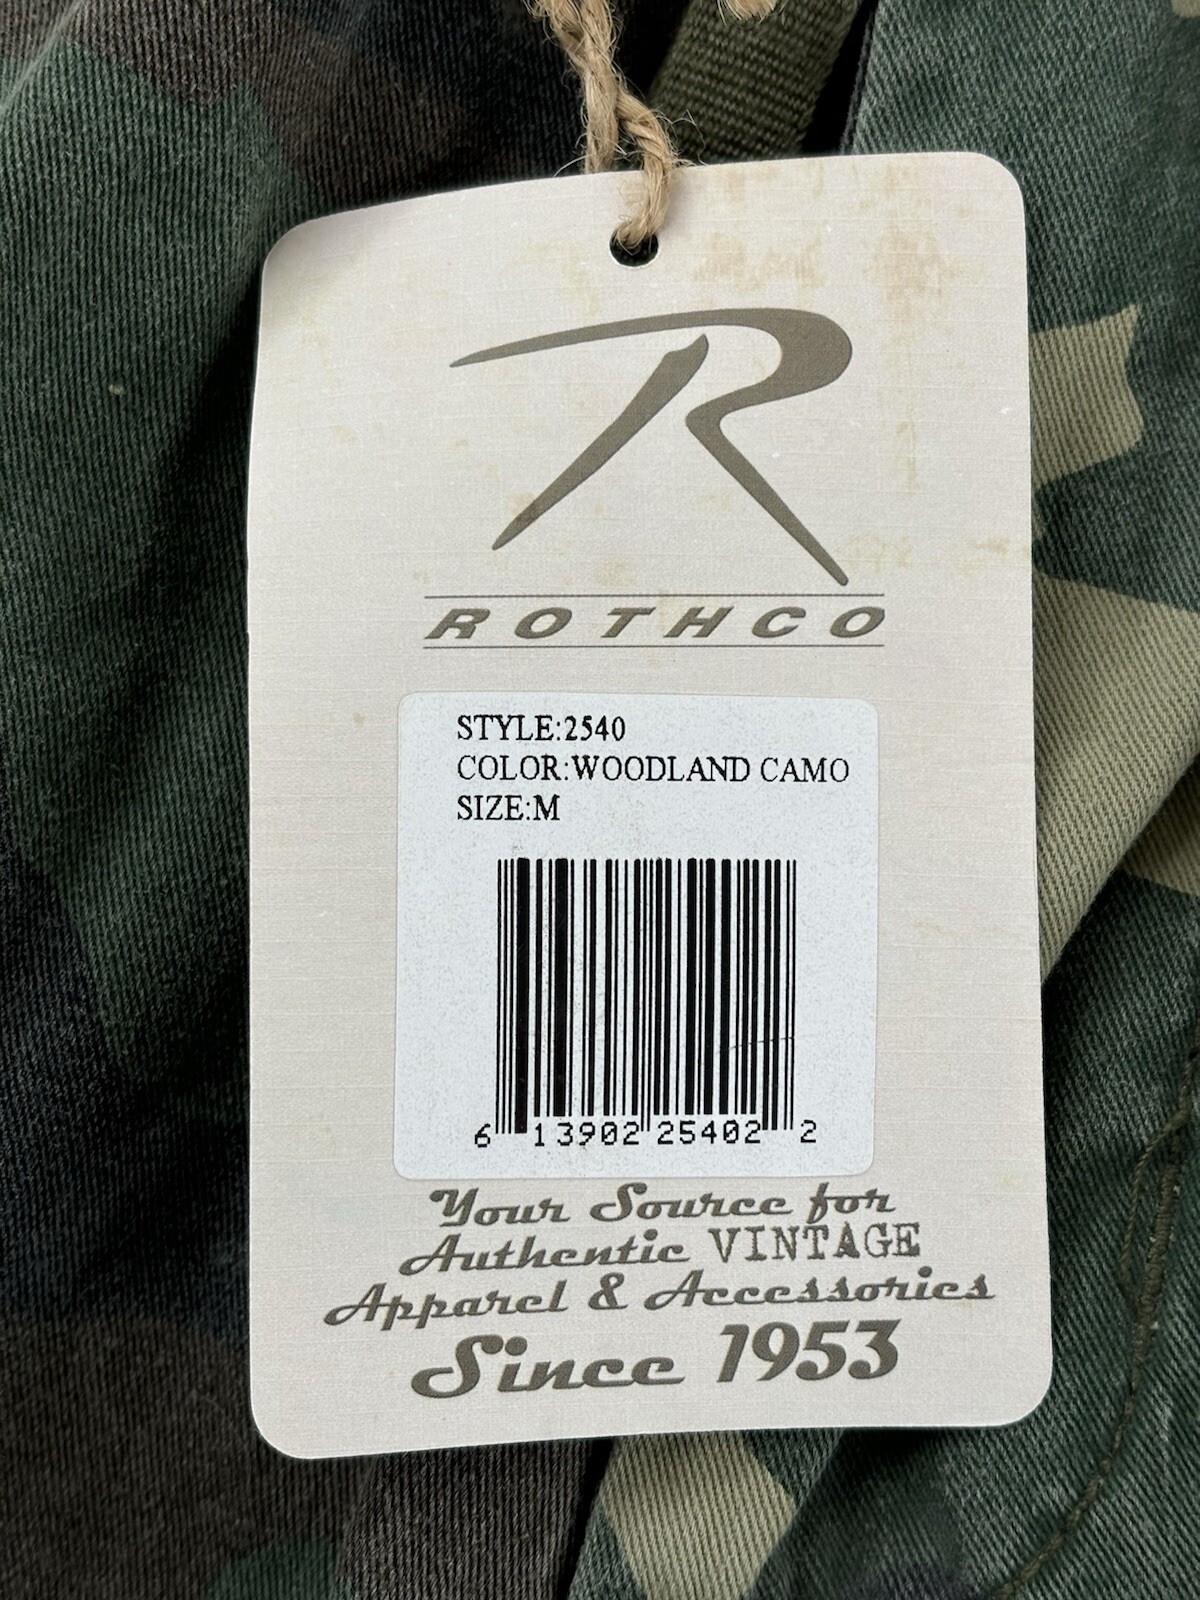 R
ROTHCO
STYLE:2540
COLOR:WOODLAND CAMO
SIZE:M
6 13902 25402 2
Your Source for
Authentic VINTAGE
Apparel & Accessories
Since 1953